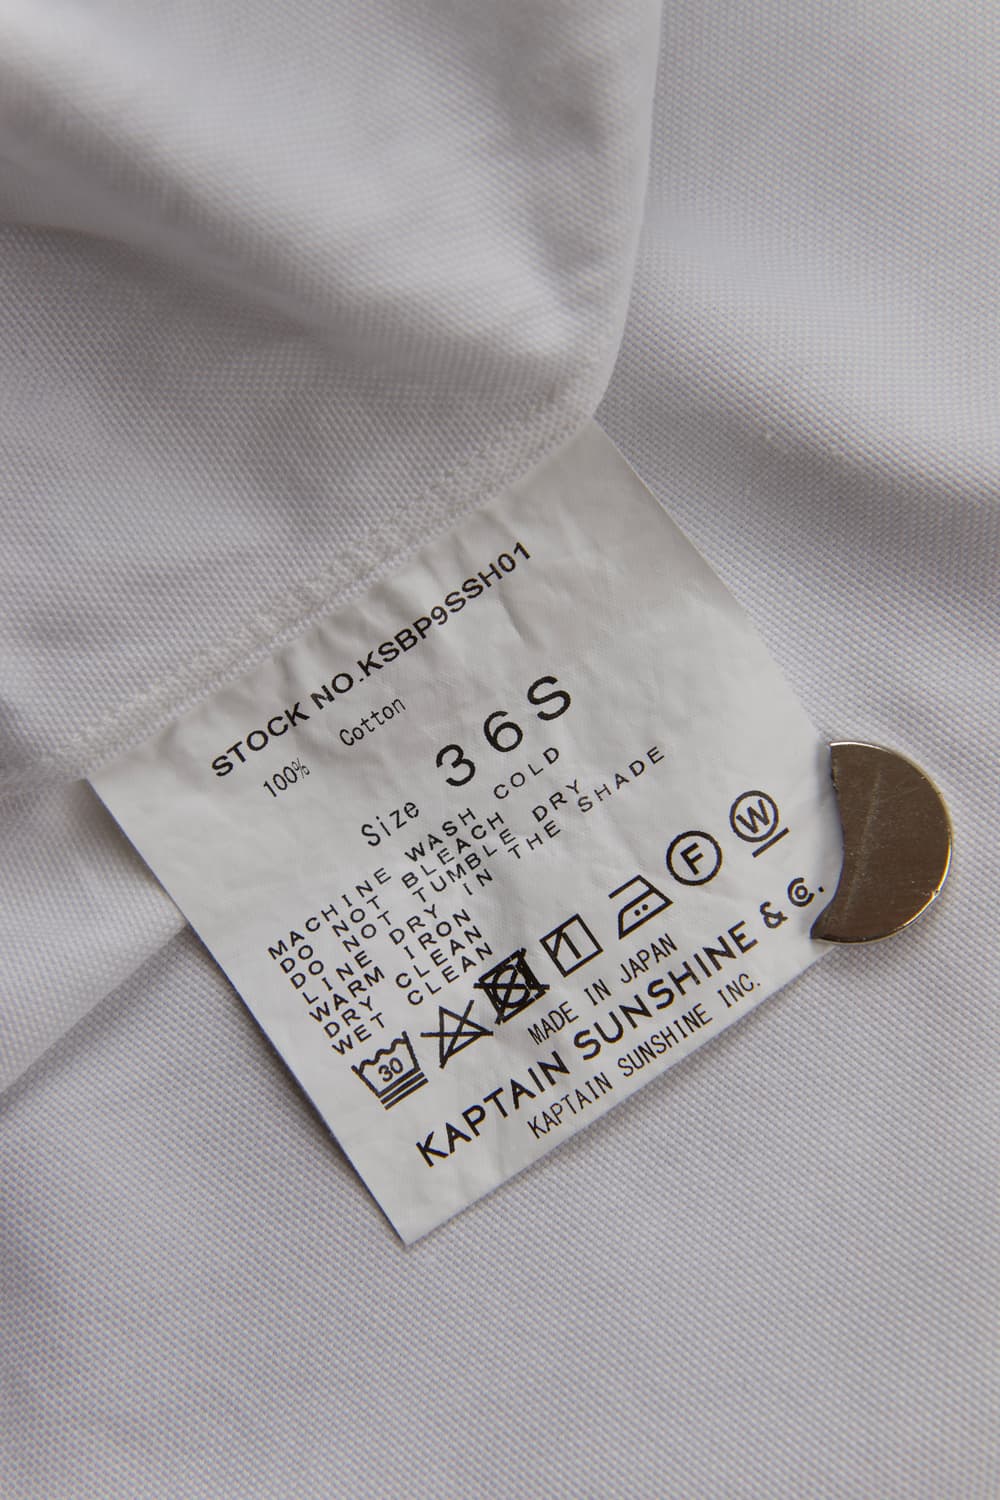 STOCK NO.KSBP9SSH01
100% Cotton
Size 36S
MACHINE WASH COLD
DO NOT BLEACH
DO NOT TUMBLE DRY
LINE DRY IN THE SHADE
WARM IRON
DRY CLEAN
WET CLEAN
30 F W
MADE IN JAPAN
KAPTAIN SUNSHINE & Co.
KAPTAIN SUNSHINE INC.